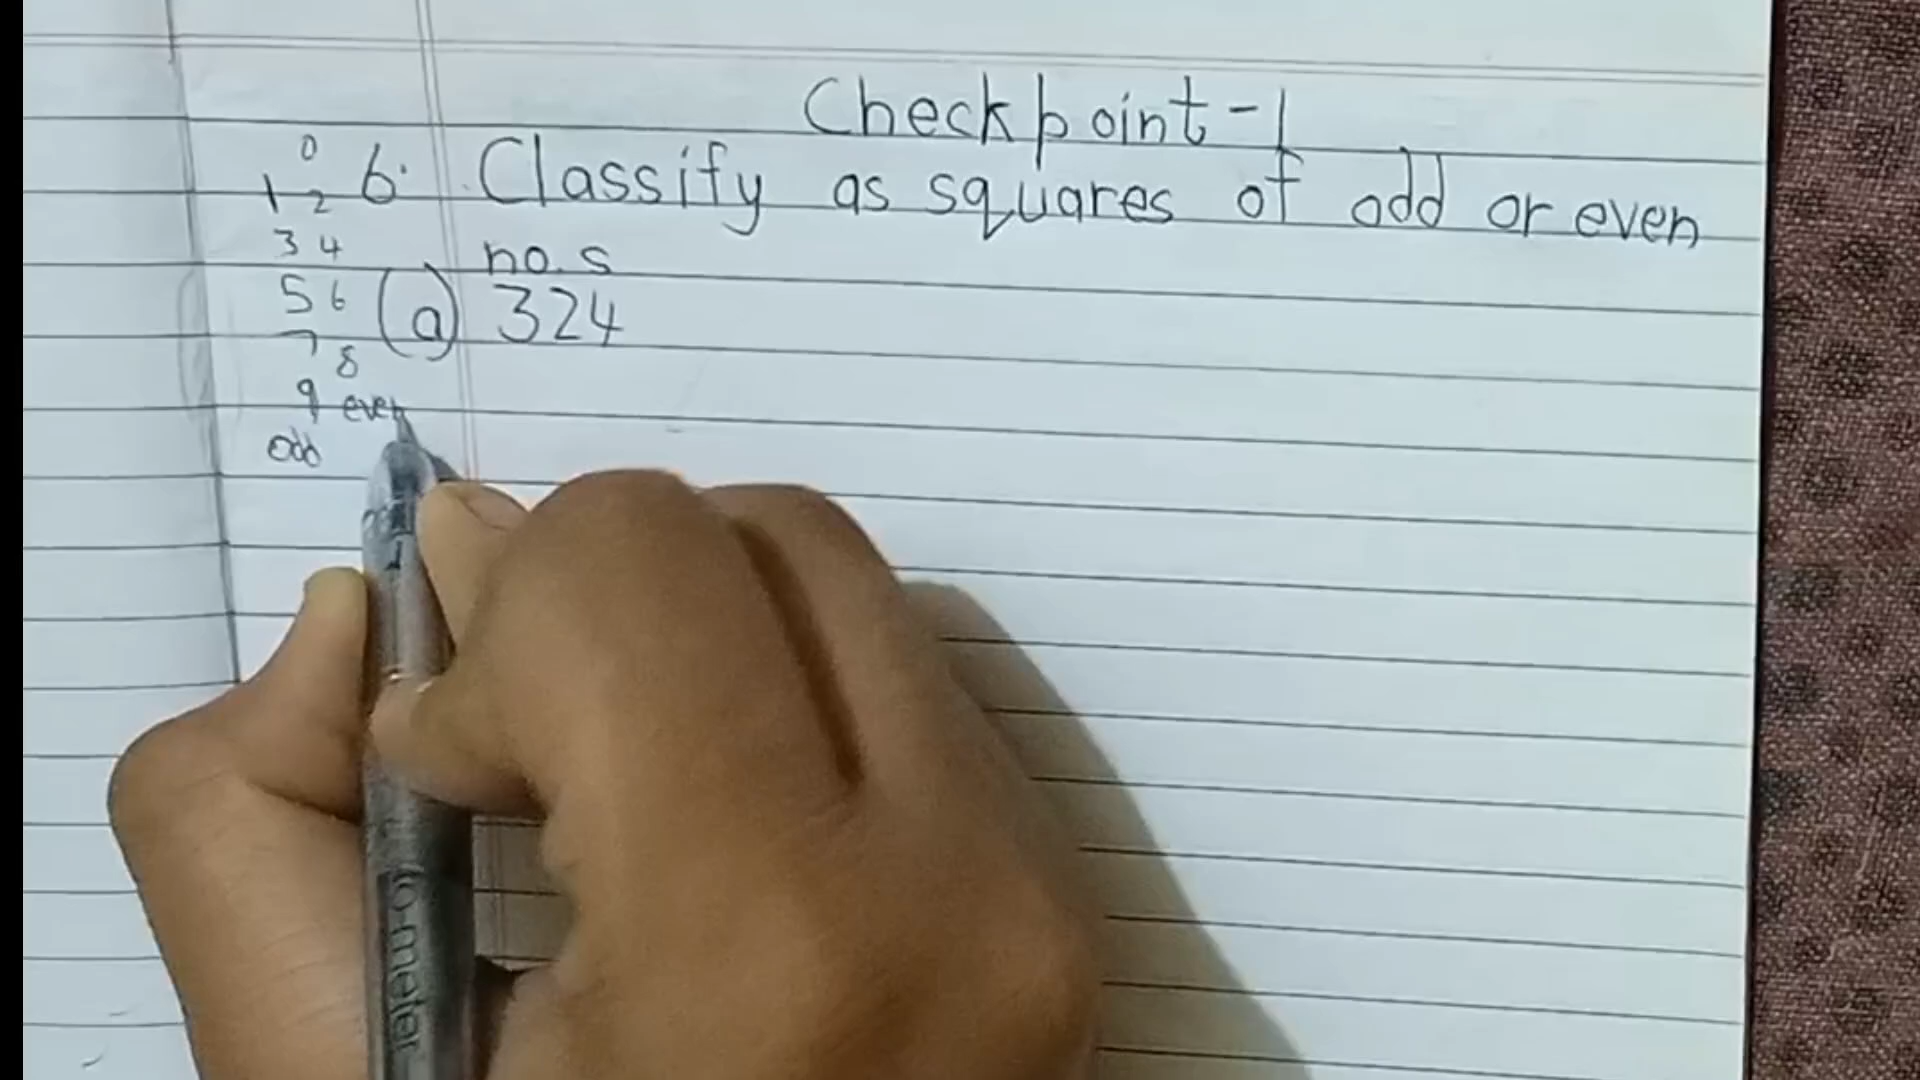 Checkpoint-1
6. Classify as squares of odd or even
no.s
(a) 324
0
1 2
3 4
5 6
7 8
9 even
odd
o-meter